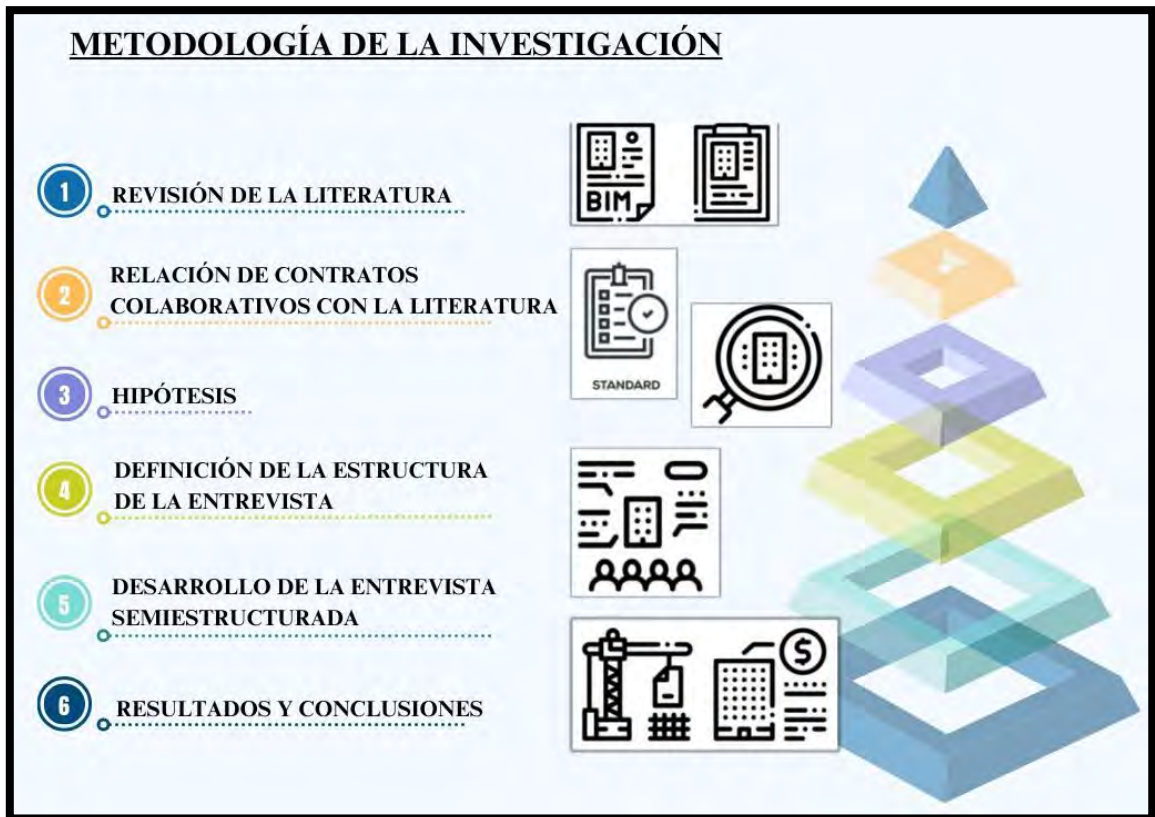 METODOLOGÍA DE LA INVESTIGACIÓN
1
REVISIÓN DE LA LITERATURA
BIM
2
RELACIÓN DE CONTRATOS
COLABORATIVOS CON LA LITERATURA
STANDARD
3
HIPÓTESIS
4
DEFINICIÓN DE LA ESTRUCTURA
DE LA ENTREVISTA
5
DESARROLLO DE LA ENTREVISTA
SEMIESTRUCTURADA
$
6
RESULTADOS Y CONCLUSIONES